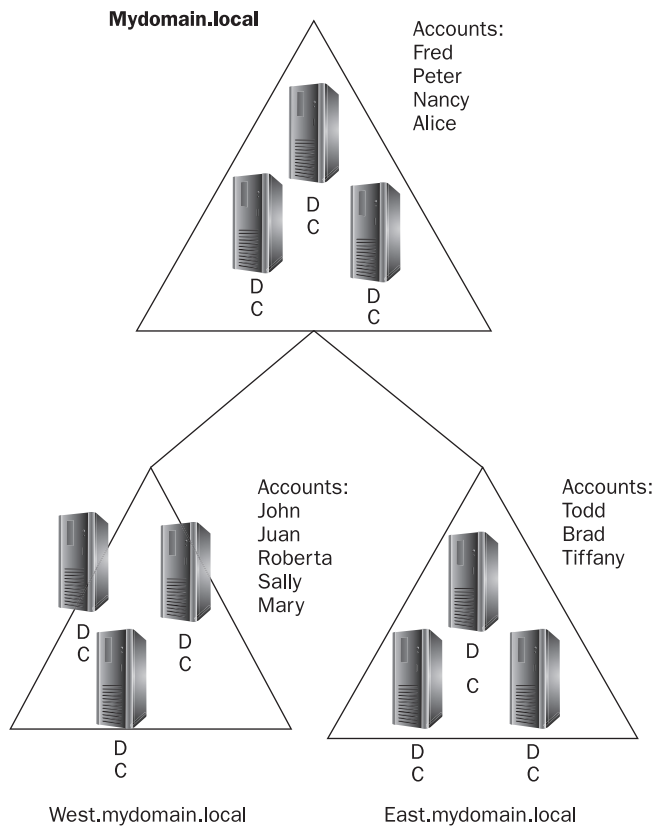 Mydomain.local
Accounts:
Fred
Peter
Nancy
Alice
D
C
D
C
D
C
Accounts:
John
Juan
Roberta
Sally
Mary
D
C
D
C
D
C
West.mydomain.local
Accounts:
Todd
Brad
Tiffany
D
C
D
C
D
C
East.mydomain.local